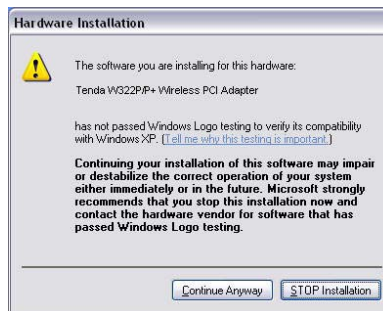 Hardware Installation
The software you are installing for this hardware:
Tenda W322P/P+ Wireless PCI Adapter
has not passed Windows Logo testing to verify its compatibility
with Windows XP. (Tell me why this testing is important.)
Continuing your installation of this software may impair
or destabilize the correct operation of your system
either immediately or in the future. Microsoft strongly
recommends that you stop this installation now and
contact the hardware vendor for software that has
passed Windows Logo testing.
Continue Anyway
STOP Installation